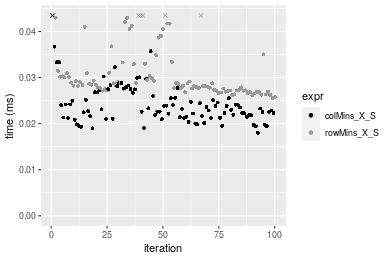 time (ms)
0.04
0.03
0.02
0.01
0.00
0
25
50
75
100
iteration
expr
colMins_X_S
rowMins_X_S